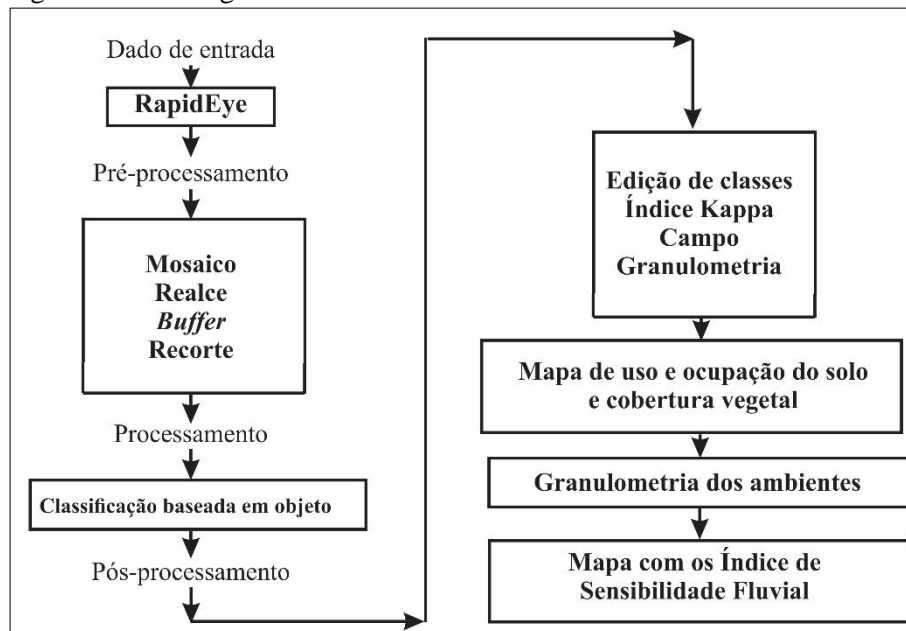 Dado de entrada
RapidEye
Pré-processamento
Mosaico
Realce
Buffer
Recorte
Processamento
Classificação baseada em objeto
Pós-processamento
Edição de classes
Índice Kappa
Campo
Granulometria
Mapa de uso e ocupação do solo
e cobertura vegetal
Granulometria dos ambientes
Mapa com os Índice de
Sensibilidade Fluvial